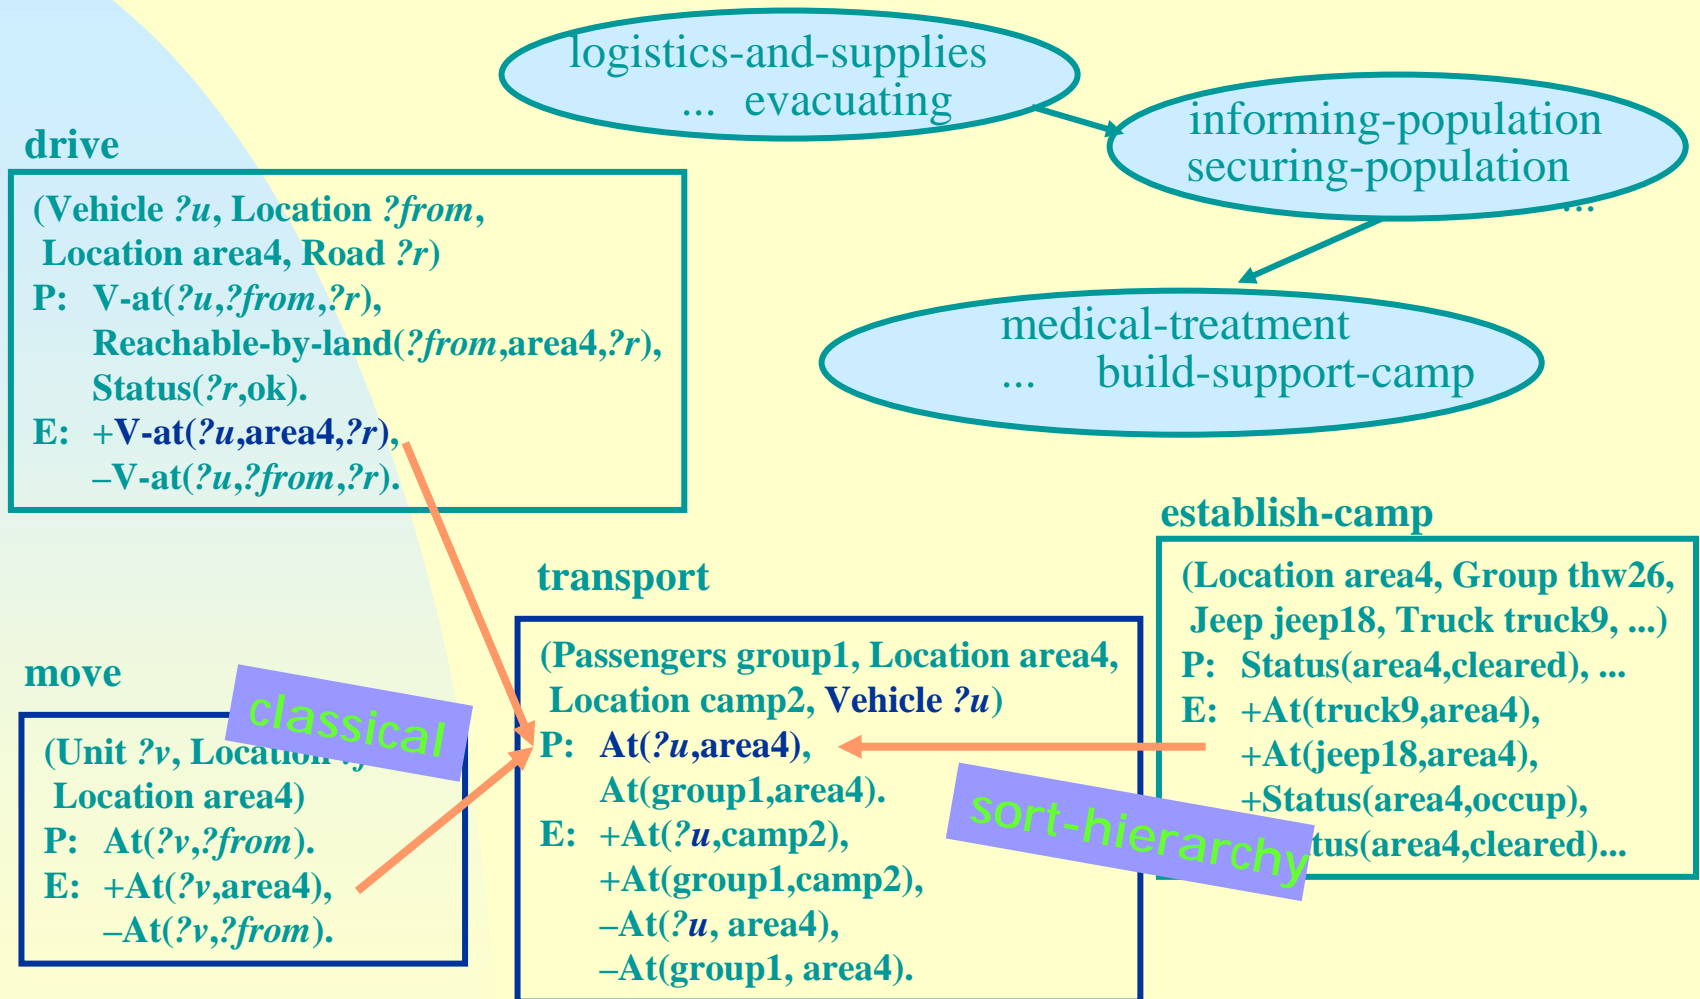 logistics-and-supplies
... evacuating
informing-population
securing-population
...
medical-treatment
... build-support-camp
drive
(Vehicle ?u, Location ?from,
Location area4, Road ?r)
P: V-at(?u,?from,?r),
Reachable-by-land(?from,area4,?r),
Status(?r,ok).
E: +V-at(?u,area4,?r),
–V-at(?u,?from,?r).
move
(Unit ?v, Location
Location area4)
P: At(?v,?from).
E: +At(?v,area4),
–At(?v,?from).
classical
transport
(Passengers group1, Location area4,
Location camp2, Vehicle ?u)
P: At(?u,area4),
At(group1,area4).
E: +At(?u,camp2),
+At(group1,camp2),
–At(?u, area4),
–At(group1, area4).
sort-hierarchy
establish-camp
(Location area4, Group thw26,
Jeep jeep18, Truck truck9, ...)
P: Status(area4,cleared), ...
E: +At(truck9,area4),
+At(jeep18,area4),
+Status(area4,occup),
tus(area4,cleared)...